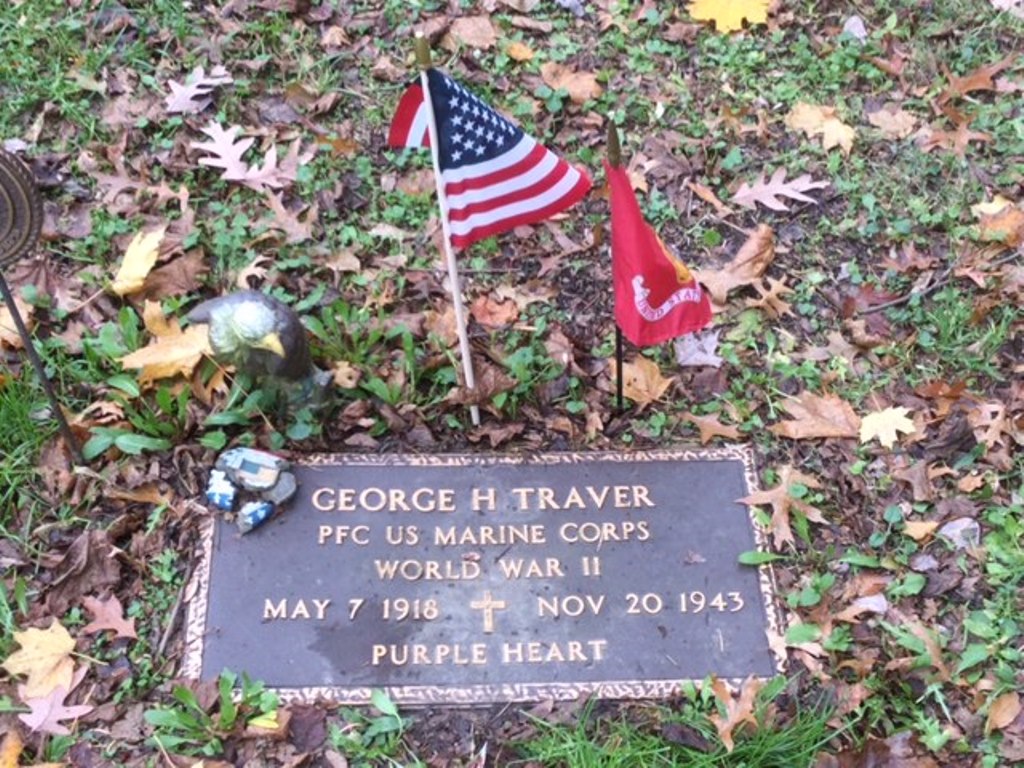 GEORGE H TRAVER
PFC US MARINE CORPS
WORLD WAR II
MAY 7 1918 NOV 20 1943
PURPLE HEART